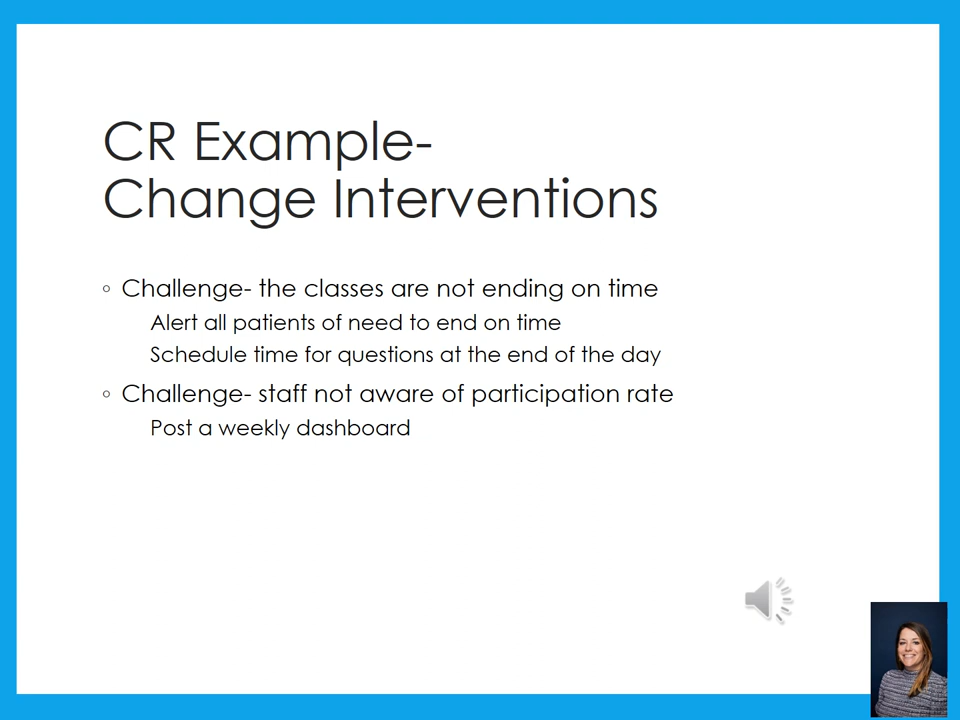 CR Example-
Change Interventions
◦ Challenge- the classes are not ending on time
Alert all patients of need to end on time
Schedule time for questions at the end of the day
◦ Challenge- staff not aware of participation rate
Post a weekly dashboard